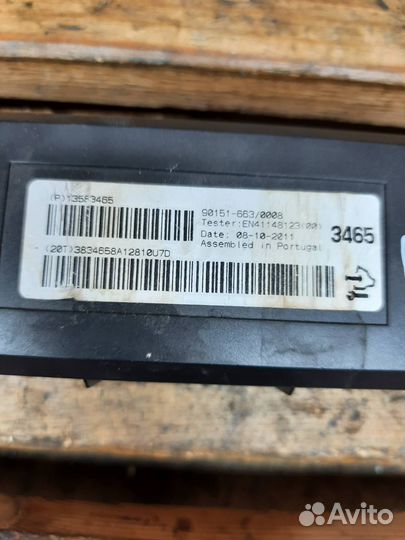 (P)13583465
90151-663/0008
Tester:EN41148123(00)
Date: 08-10-2011
Assembled in Portugal
3465
(20T)3834658A12810U7D
Avito